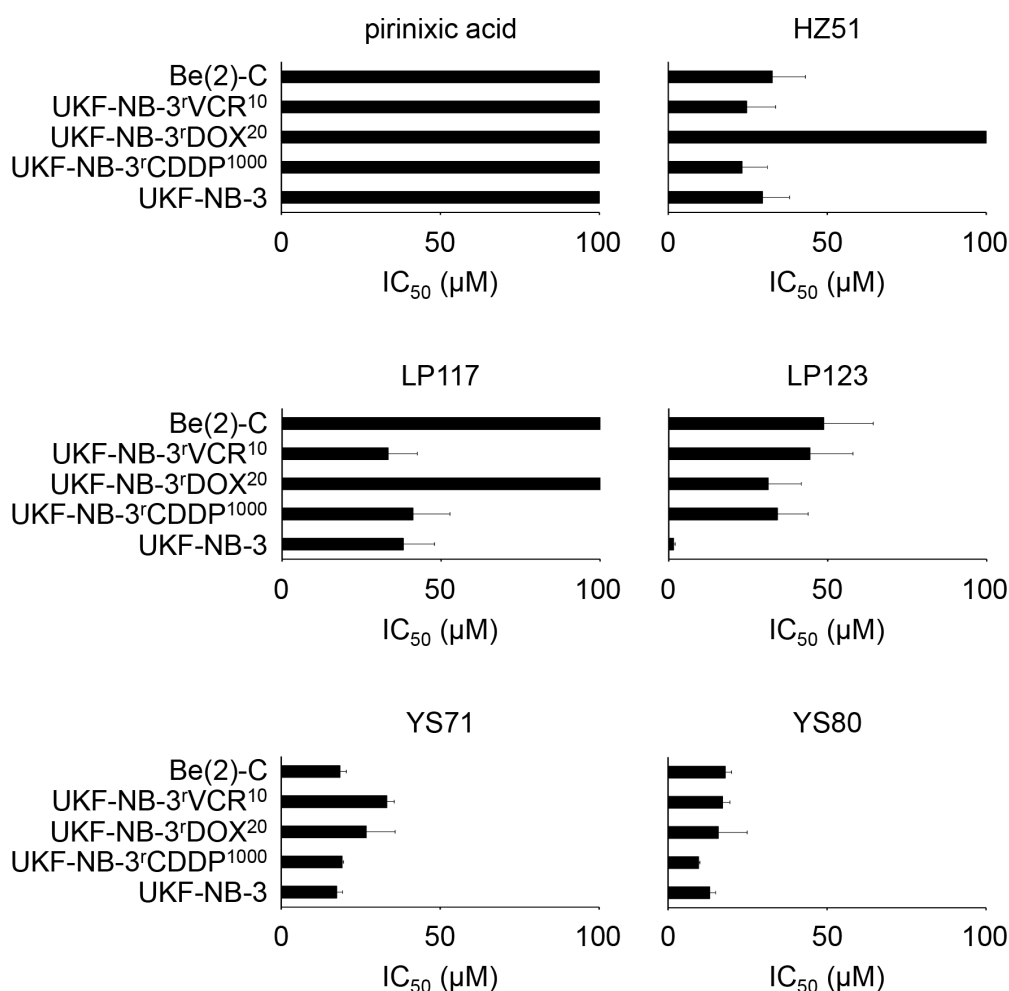 pirinixic acid
HZ51
Be(2)-C
UKF-NB-3ʳVCR¹⁰
UKF-NB-3ʳDOX²⁰
UKF-NB-3ʳCDDP¹⁰⁰⁰
UKF-NB-3
0 50 100
0 50 100
IC₅₀ (µM)
IC₅₀ (µM)
LP117
LP123
Be(2)-C
UKF-NB-3ʳVCR¹⁰
UKF-NB-3ʳDOX²⁰
UKF-NB-3ʳCDDP¹⁰⁰⁰
UKF-NB-3
0 50 100
0 50 100
IC₅₀ (µM)
IC₅₀ (µM)
YS71
YS80
Be(2)-C
UKF-NB-3ʳVCR¹⁰
UKF-NB-3ʳDOX²⁰
UKF-NB-3ʳCDDP¹⁰⁰⁰
UKF-NB-3
0 50 100
0 50 100
IC₅₀ (µM)
IC₅₀ (µM)